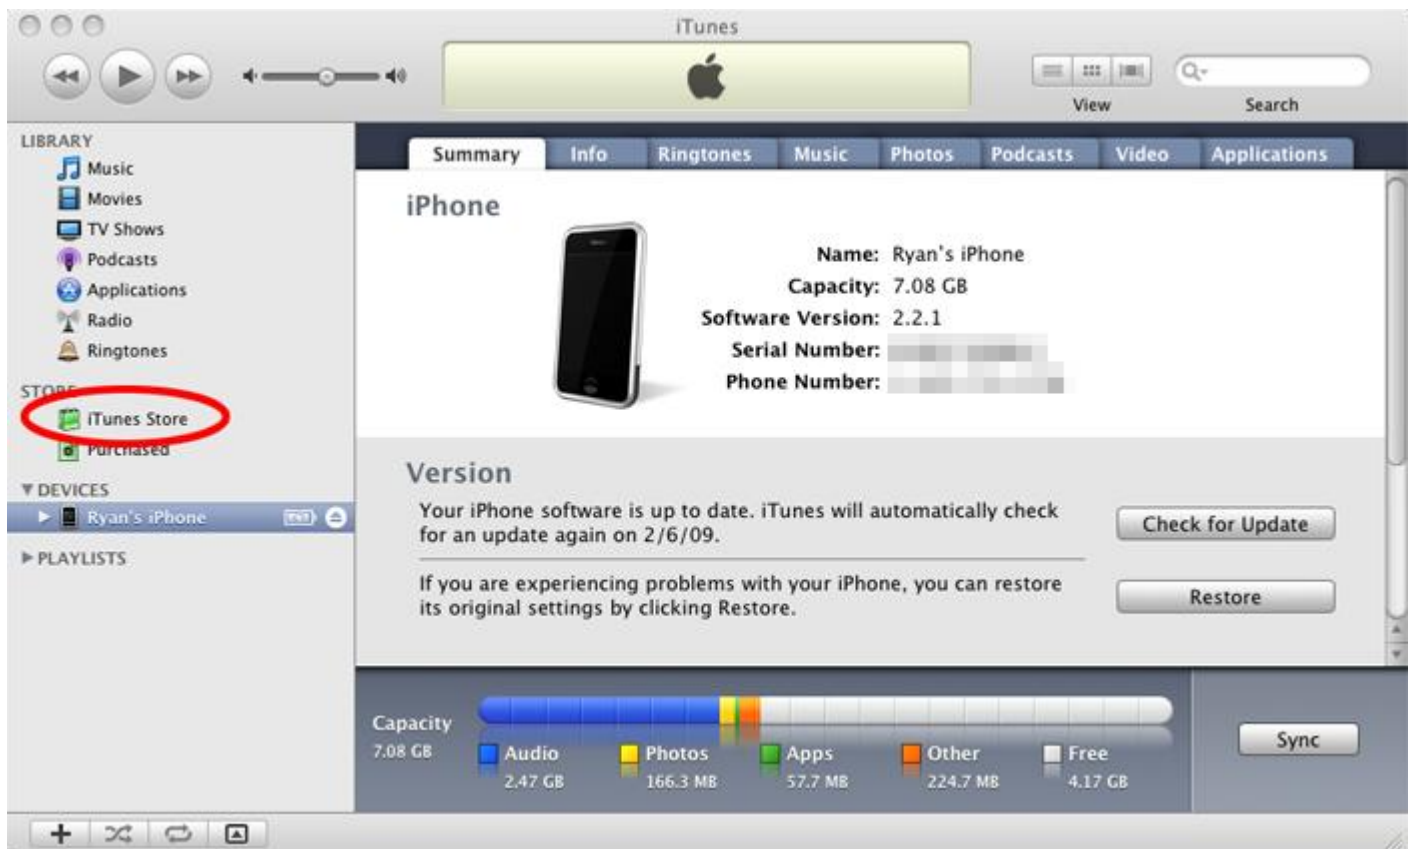 iTunes
View
Search
LIBRARY
Music
Movies
TV Shows
Podcasts
Applications
Radio
Ringtones
STORE
iTunes Store
Purchased
DEVICES
Ryan's iPhone
PLAYLISTS
Summary Info Ringtones Music Photos Podcasts Video Applications
iPhone
Name: Ryan's iPhone
Capacity: 7.08 GB
Software Version: 2.2.1
Serial Number:
Phone Number:
Version
Your iPhone software is up to date. iTunes will automatically check
for an update again on 2/6/09.
Check for Update
If you are experiencing problems with your iPhone, you can restore
its original settings by clicking Restore.
Restore
Capacity
7.08 GB
Audio
2.47 GB
Photos
166.3 MB
Apps
57.7 MB
Other
224.7 MB
Free
4.17 GB
Sync